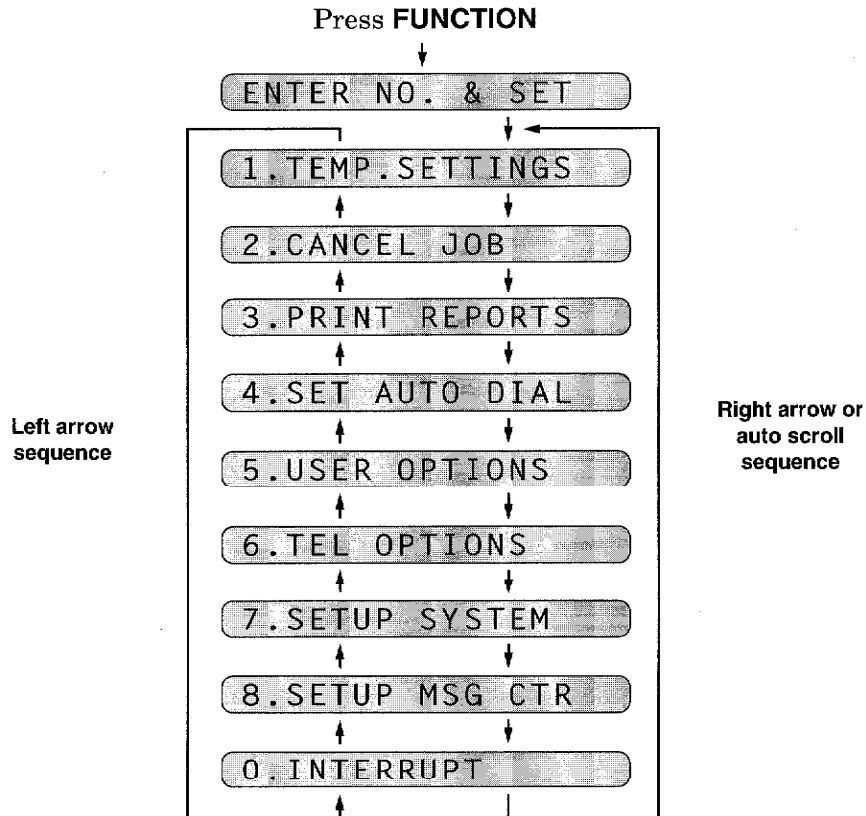 Press FUNCTION
ENTER NO. & SET
1.TEMP.SETTINGS
2.CANCEL JOB
3.PRINT REPORTS
4.SET AUTO DIAL
5.USER OPTIONS
6.TEL OPTIONS
7.SETUP SYSTEM
8.SETUP MSG CTR
0.INTERRUPT
Left arrow
sequence
Right arrow or
auto scroll
sequence